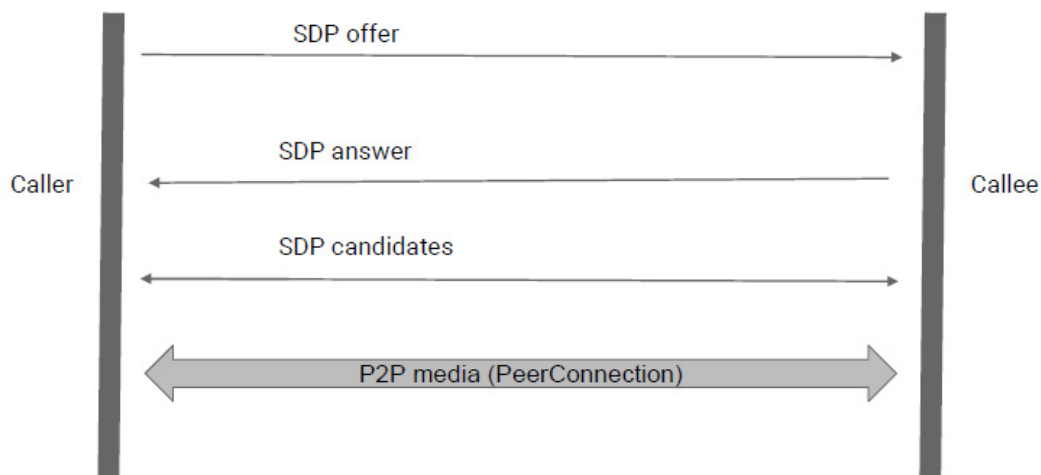 SDP offer
SDP answer
Caller
Callee
SDP candidates
P2P media (PeerConnection)